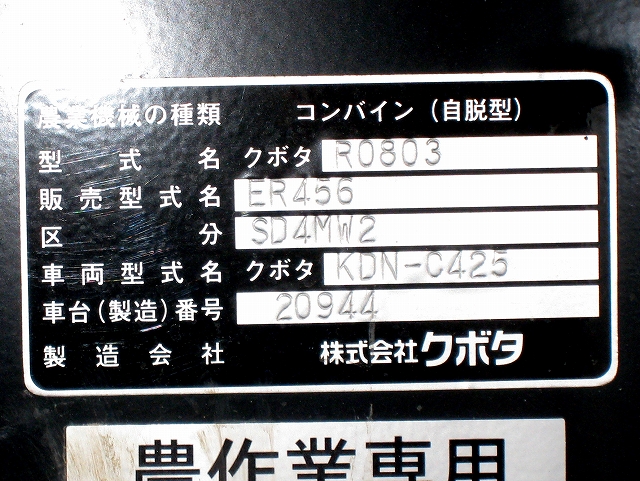 農業機械の種類 コンバイン(自脱型)
型式名 クボタ R0803
販売型式名 ER456
区分 SD4MW2
車両型式名 クボタ KDN-C425
車台(製造)番号 20944
製造会社 株式会社クボタ
農作業専用